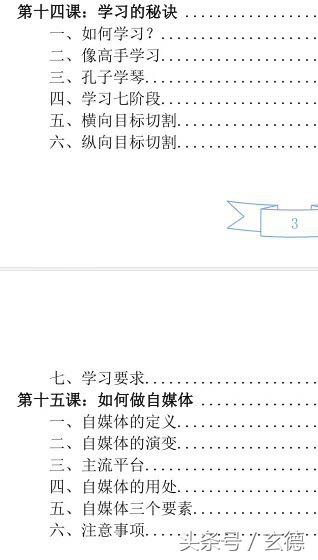 第十四课：学习的秘诀 ................
一、如何学习？....................
二、像高手学习....................
三、孔子学琴......................
四、学习七阶段....................
五、横向目标切割..................
六、纵向目标切割..................
3
七、学习要求......................
第十五课：如何做自媒体 ..............
一、自媒体的定义..................
二、自媒体的演变..................
三、主流平台......................
四、自媒体的用处..................
五、自媒体三个要素................
六、注意事项......................
头条号／玄德